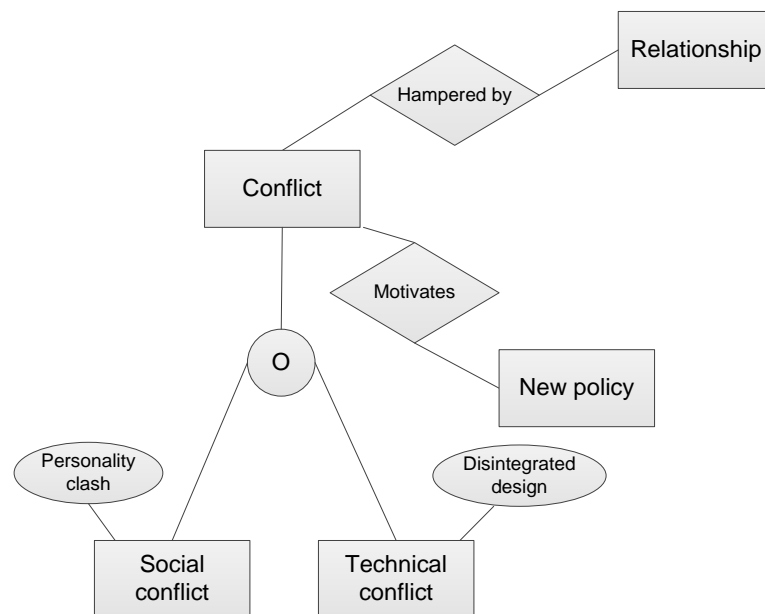 Relationship
Hampered by
Conflict
Motivates
O
New policy
Personality
clash
Disintegrated
design
Social
conflict
Technical
conflict